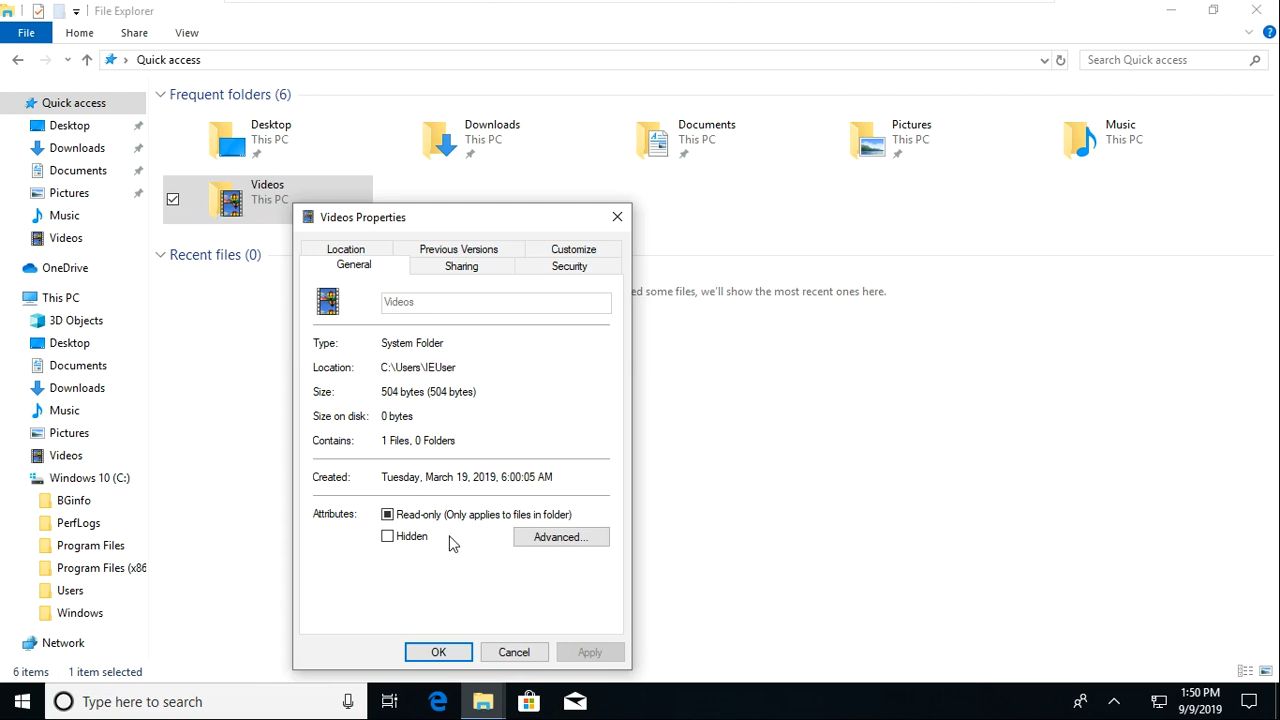 File Explorer
File
Home
Share
View
Quick access
Search Quick access
Quick access
Desktop
Downloads
Documents
Pictures
Music
Videos
OneDrive
This PC
3D Objects
Desktop
Documents
Downloads
Music
Pictures
Videos
Windows 10 (C:)
BGinfo
PerfLogs
Program Files
Program Files (x86
Users
Windows
Network
Frequent folders (6)
Desktop
This PC
Downloads
This PC
Documents
This PC
Pictures
This PC
Music
This PC
Videos
This PC
Recent files (0)
ed some files, we'll show the most recent ones here.
Videos Properties
Location
Previous Versions
Customize
General
Sharing
Security
Videos
Type: System Folder
Location: C:\Users\IEUser
Size: 504 bytes (504 bytes)
Size on disk: 0 bytes
Contains: 1 Files, 0 Folders
Created: Tuesday, March 19, 2019, 6:00:05 AM
Attributes: Read-only (Only applies to files in folder)
Hidden
Advanced...
OK
Cancel
Apply
6 items
1 item selected
Type here to search
1:50 PM
9/9/2019